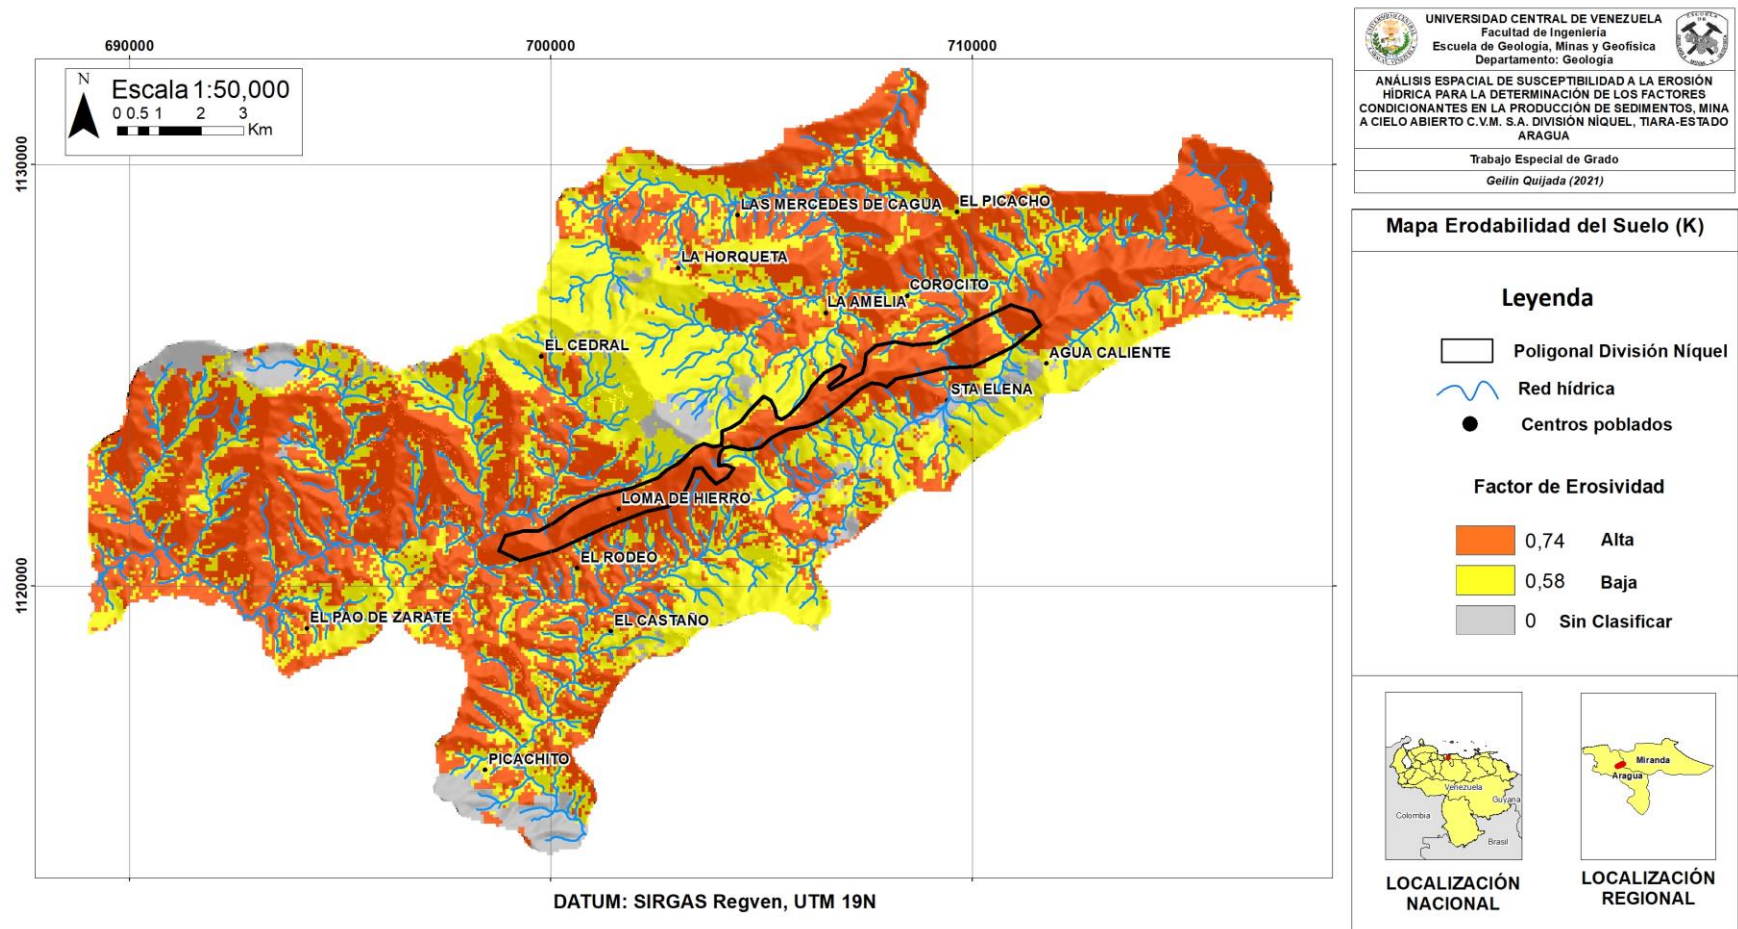 690000
700000
710000
1130000
1120000
N
Escala 1:50,000
0 0.5 1 2 3
Km
LAS MERCEDES DE CAGUA
EL PICACHO
LA HORQUETA
COROCITO
LA AMELIA
EL CEDRAL
AGUA CALIENTE
STA ELENA
LOMA DE HIERRO
EL RODEO
EL PAO DE ZARATE
EL CASTAÑO
PICACHITO
DATUM: SIRGAS Regven, UTM 19N
UNIVERSIDAD CENTRAL DE VENEZUELA
Facultad de Ingeniería
Escuela de Geología, Minas y Geofísica
Departamento: Geología
ANÁLISIS ESPACIAL DE SUSCEPTIBILIDAD A LA EROSIÓN
HÍDRICA PARA LA DETERMINACIÓN DE LOS FACTORES
CONDICIONANTES EN LA PRODUCCIÓN DE SEDIMENTOS, MINA
A CIELO ABIERTO C.V.M. S.A. DIVISIÓN NÍQUEL, TIARA-ESTADO
ARAGUA
Trabajo Especial de Grado
Geilin Quijada (2021)
Mapa Erodabilidad del Suelo (K)
Leyenda
Poligonal División Níquel
Red hídrica
Centros poblados
Factor de Erosividad
0,74 Alta
0,58 Baja
0 Sin Clasificar
Venezuela
Guyana
Colombia
Brasil
LOCALIZACIÓN
NACIONAL
Miranda
Aragua
LOCALIZACIÓN
REGIONAL